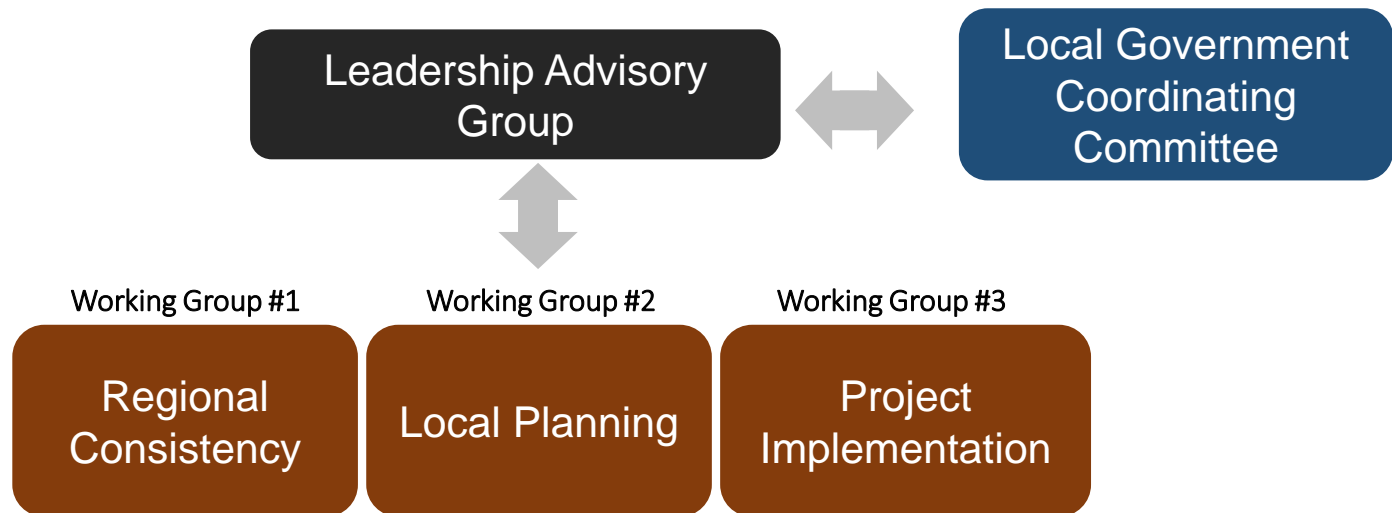 Leadership Advisory
Group
Local Government
Coordinating
Committee
Working Group #1
Working Group #2
Working Group #3
Regional
Consistency
Local Planning
Project
Implementation